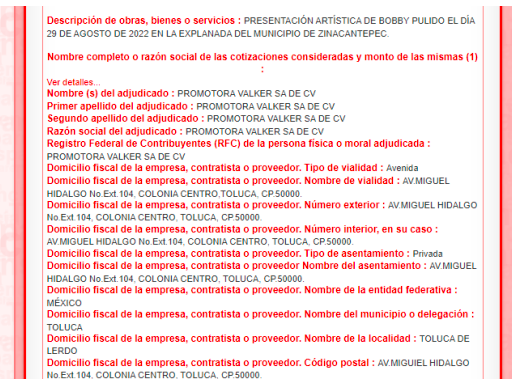 Descripción de obras, bienes o servicios : PRESENTACIÓN ARTÍSTICA DE BOBBY PULIDO EL DÍA
29 DE AGOSTO DE 2022 EN LA EXPLANADA DEL MUNICIPIO DE ZINACANTEPEC.
Nombre completo o razón social de las cotizaciones consideradas y monto de las mismas (1)
:
Ver detalles...
Nombre (s) del adjudicado : PROMOTORA VALKER SA DE CV
Primer apellido del adjudicado : PROMOTORA VALKER SA DE CV
Segundo apellido del adjudicado : PROMOTORA VALKER SA DE CV
Razón social del adjudicado : PROMOTORA VALKER SA DE CV
Registro Federal de Contribuyentes (RFC) de la persona física o moral adjudicada :
PROMOTORA VALKER SA DE CV
Domicilio fiscal de la empresa, contratista o proveedor. Tipo de vialidad : Avenida
Domicilio fiscal de la empresa, contratista o proveedor. Nombre de vialidad : AV.MIGUEL
HIDALGO No.Ext.104, COLONIA CENTRO, TOLUCA, CP.50000.
Domicilio fiscal de la empresa, contratista o proveedor. Número exterior : AV.MIGUEL HIDALGO
No.Ext.104, COLONIA CENTRO, TOLUCA, CP.50000.
Domicilio fiscal de la empresa, contratista o proveedor. Número interior, en su caso :
AV.MIGUEL HIDALGO No.Ext.104, COLONIA CENTRO, TOLUCA, CP.50000.
Domicilio fiscal de la empresa, contratista o proveedor. Tipo de asentamiento : Privada
Domicilio fiscal de la empresa, contratista o proveedor Nombre del asentamiento : AV.MIGUEL
HIDALGO No.Ext.104, COLONIA CENTRO, TOLUCA, CP.50000.
Domicilio fiscal de la empresa, contratista o proveedor. Nombre de la entidad federativa :
MÉXICO
Domicilio fiscal de la empresa, contratista o proveedor. Nombre del municipio o delegación :
TOLUCA
Domicilio fiscal de la empresa, contratista o proveedor. Nombre de la localidad : TOLUCA DE
LERDO
Domicilio fiscal de la empresa, contratista o proveedor. Código postal : AV.MIGUIEL HIDALGO
No.Ext.104, COLONIA CENTRO, TOLUCA, CP.50000.